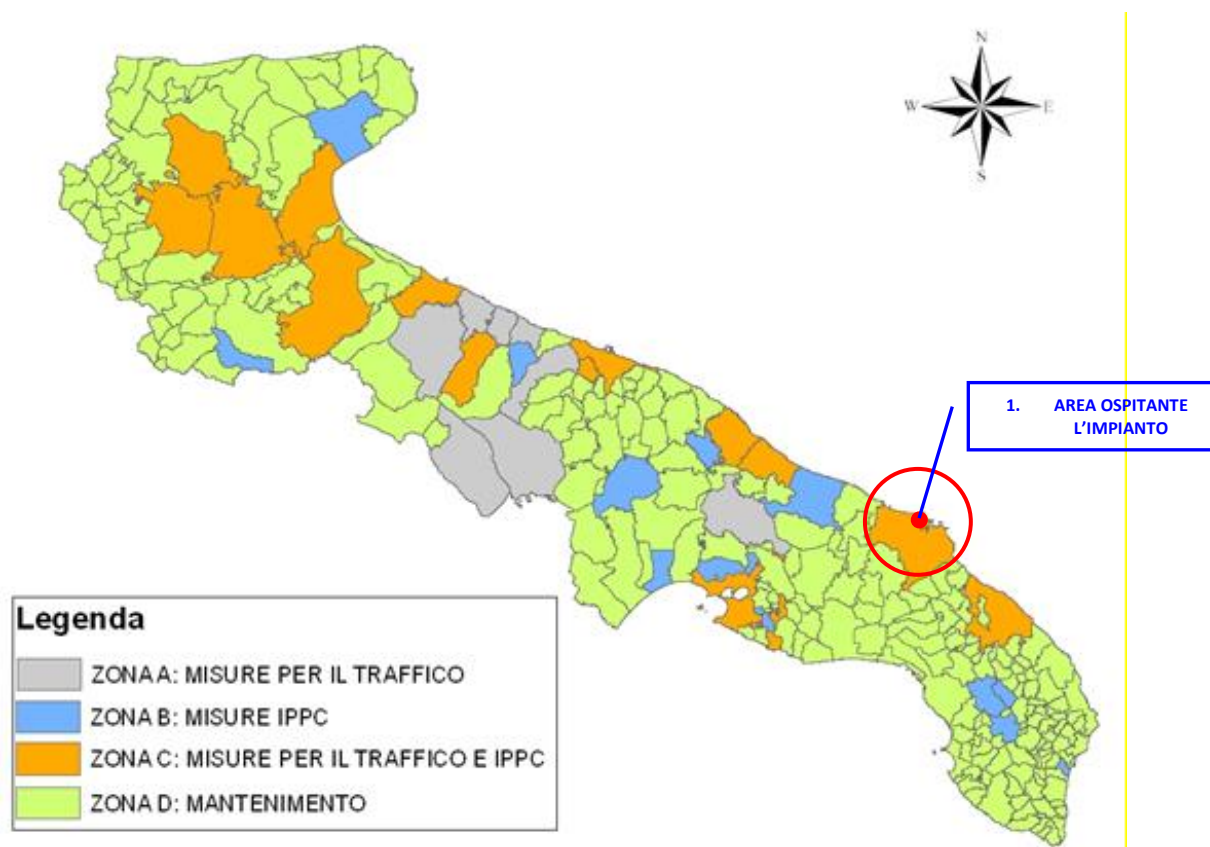 N
W E
S
1. AREA OSPITANTE
L'IMPIANTO
Legenda
ZONA A: MISURE PER IL TRAFFICO
ZONA B: MISURE IPPC
ZONA C: MISURE PER IL TRAFFICO E IPPC
ZONA D: MANTENIMENTO